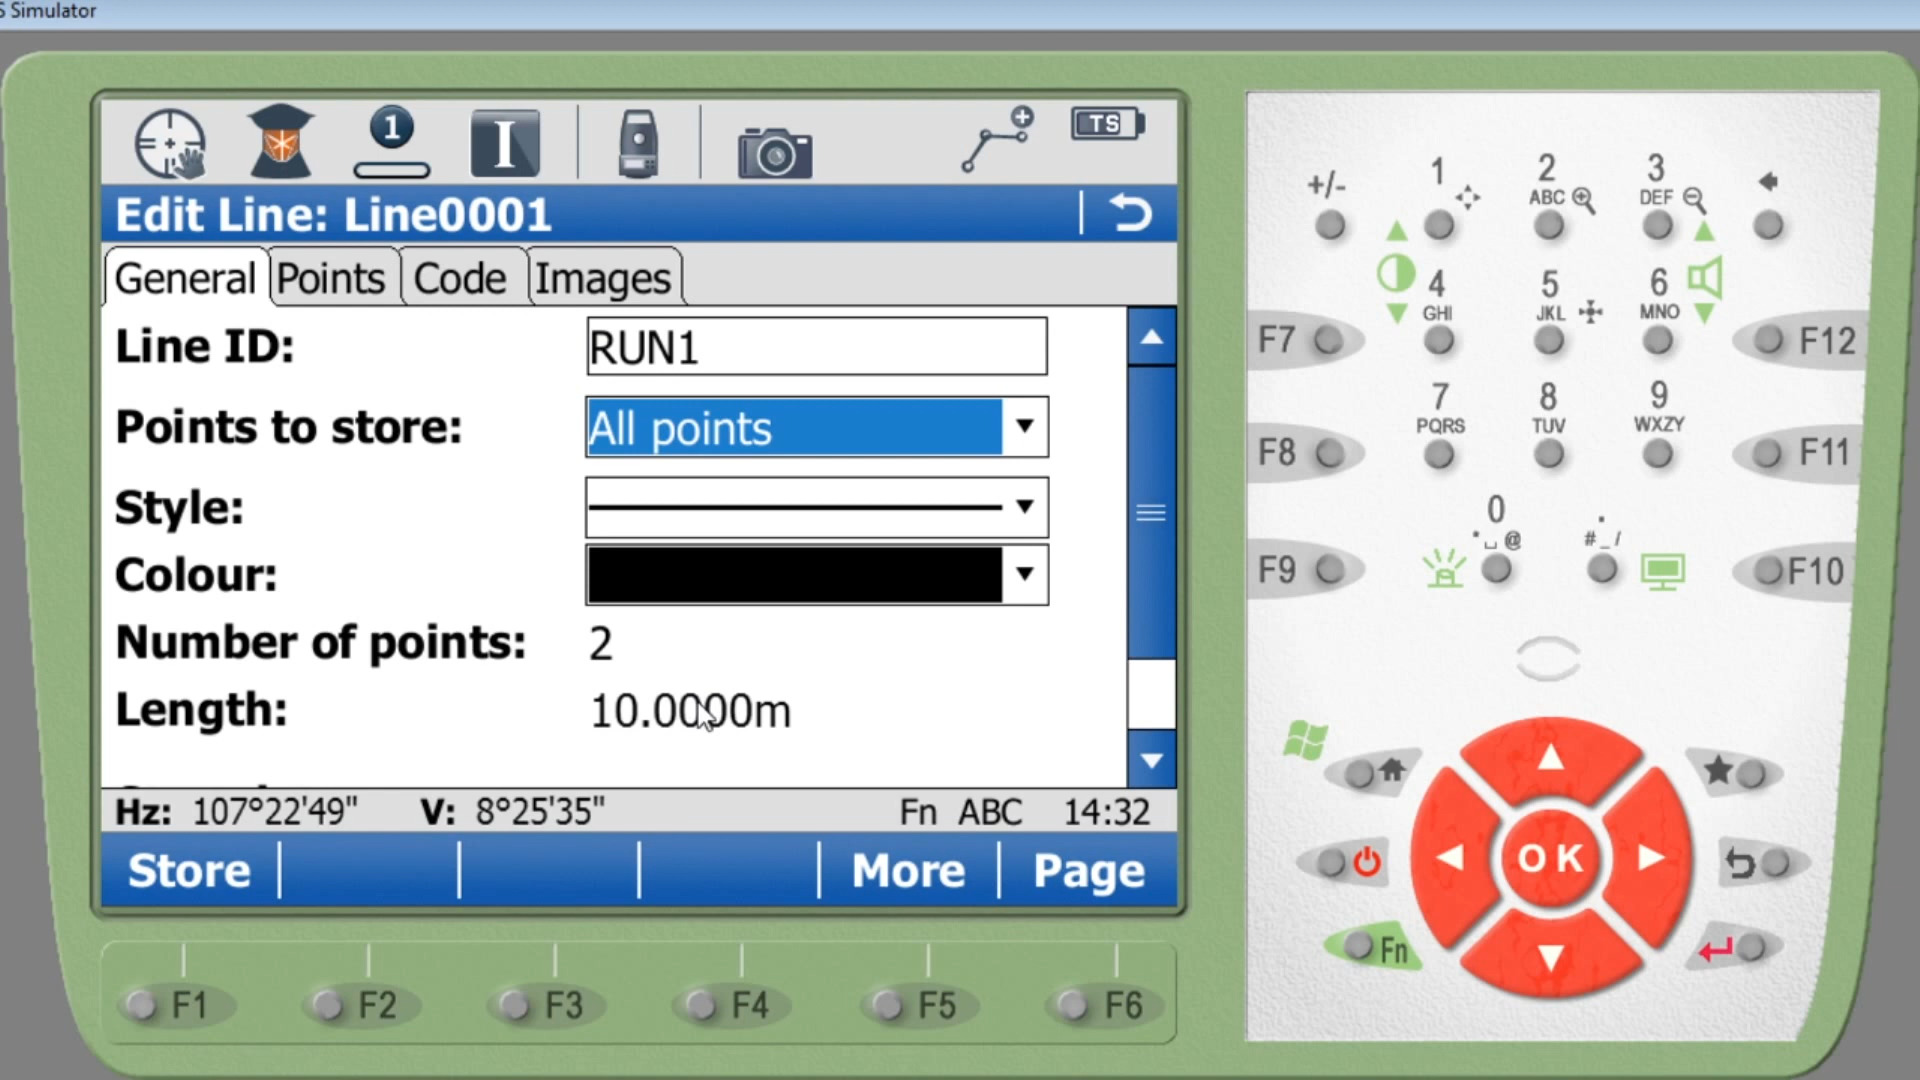 S Simulator
1
I
TS
Edit Line: Line0001
General Points Code Images
Line ID: RUN1
Points to store: All points
Style:
Colour:
Number of points: 2
Length: 10.0000m
Hz: 107°22'49" V: 8°25'35" Fn ABC 14:32
Store More Page
F1 F2 F3 F4 F5 F6
+/- 1 2 3
ABC DEF
4 5 6
GHI JKL MNO
F7 F12
7 8 9
PQRS TUV WXZY
F8 F11
0 .
* ␣ @ # _ /
F9 F10
OK
Fn